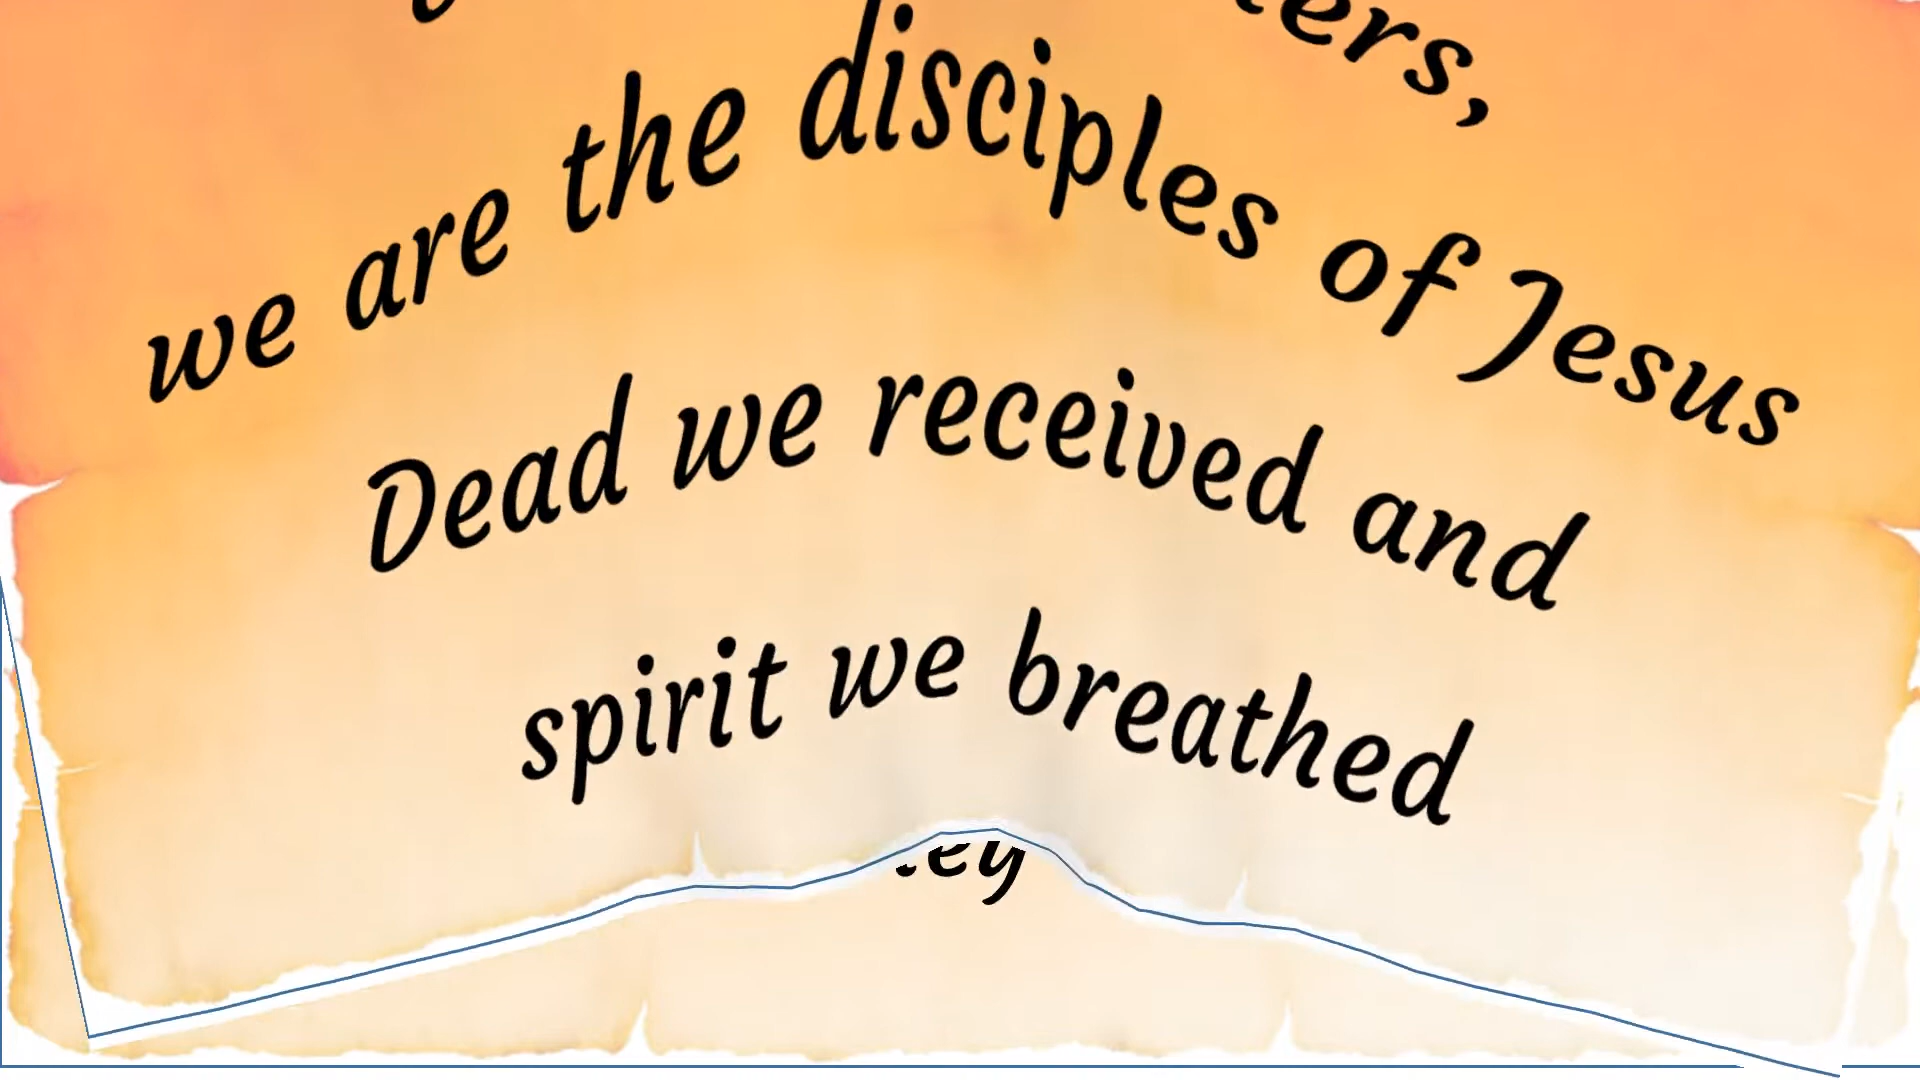 we are the disciples of Jesus
Dead we received and
spirit we breathed